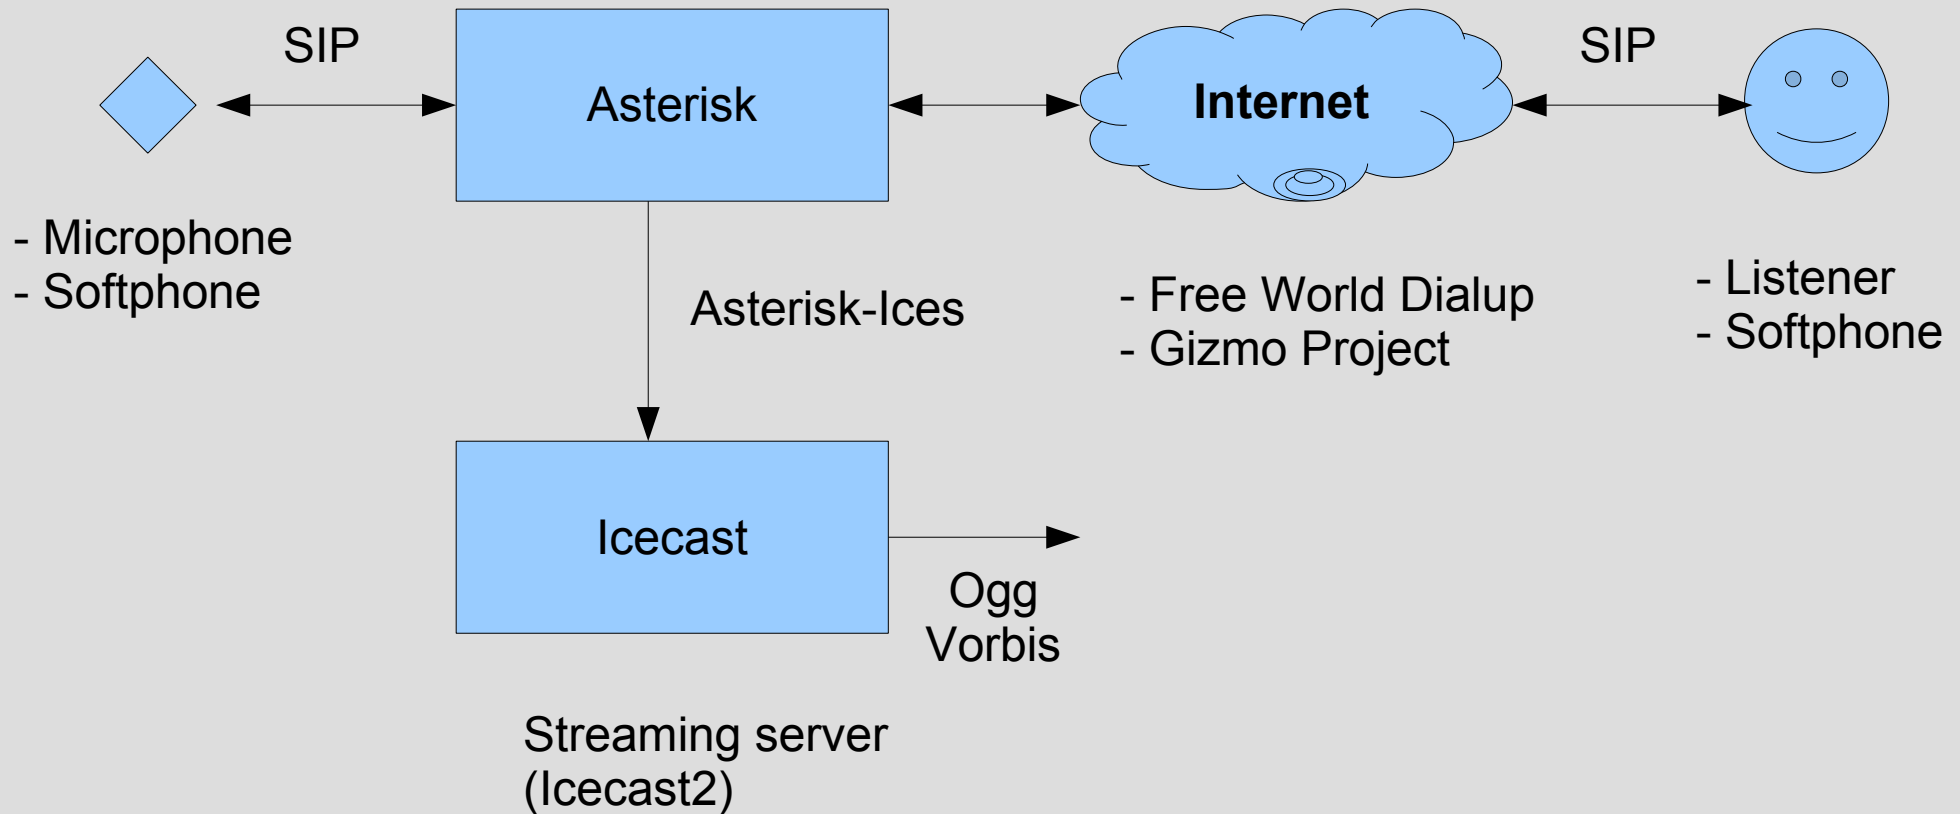 SIP
Asterisk
Internet
SIP
- Microphone
- Softphone
Asterisk-Ices
- Free World Dialup
- Gizmo Project
- Listener
- Softphone
Icecast
Ogg
Vorbis
Streaming server
(Icecast2)